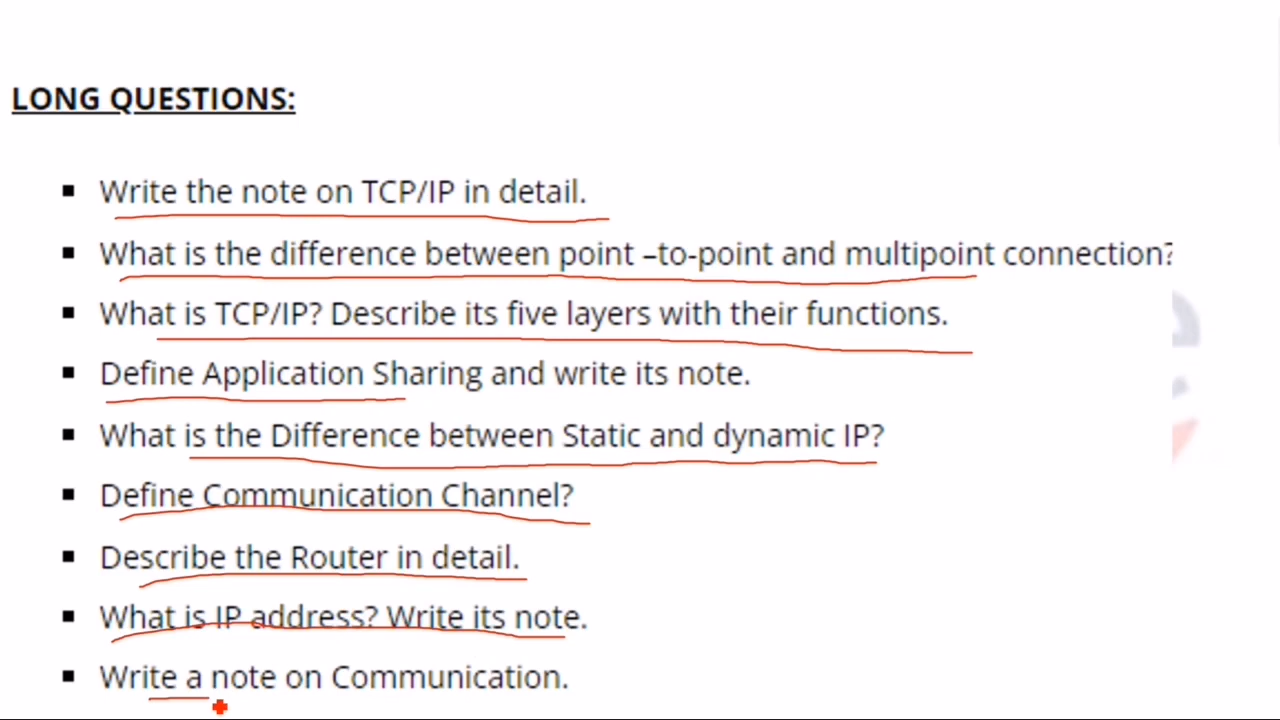 LONG QUESTIONS:
▪ Write the note on TCP/IP in detail.
▪ What is the difference between point –to-point and multipoint connection?
▪ What is TCP/IP? Describe its five layers with their functions.
▪ Define Application Sharing and write its note.
▪ What is the Difference between Static and dynamic IP?
▪ Define Communication Channel?
▪ Describe the Router in detail.
▪ What is IP address? Write its note.
▪ Write a note on Communication.